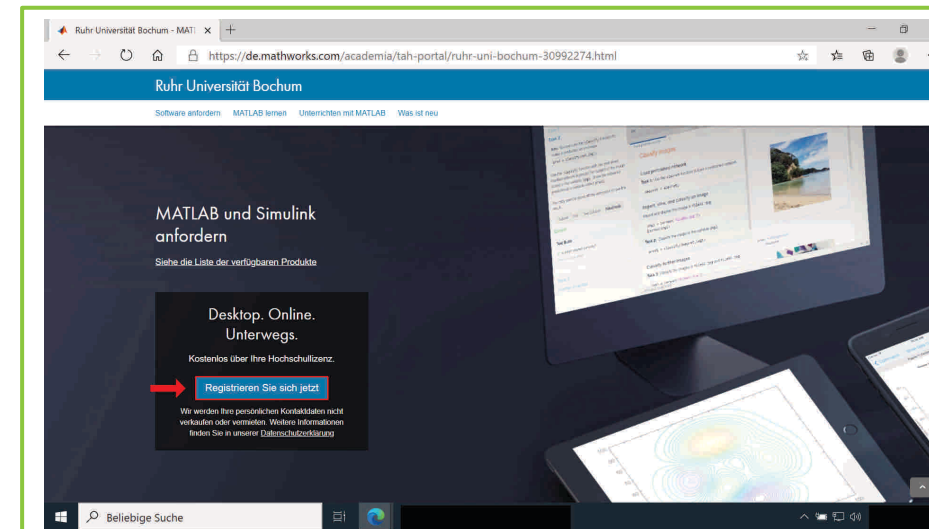 Ruhr Universität Bochum - MATL
https://de.mathworks.com/academia/tah-portal/ruhr-uni-bochum-30992274.html
Ruhr Universität Bochum
Software anfordern MATLAB lernen Unterrichten mit MATLAB Was ist neu
MATLAB und Simulink
anfordern
Siehe die Liste der verfügbaren Produkte
Desktop. Online.
Unterwegs.
Kostenlos über Ihre Hochschullizenz.
Registrieren Sie sich jetzt
Wir werden Ihre persönlichen Kontaktdaten nicht
verkaufen oder vermieten. Weitere Informationen
finden Sie in unserer Datenschutzerklärung
Beliebige Suche